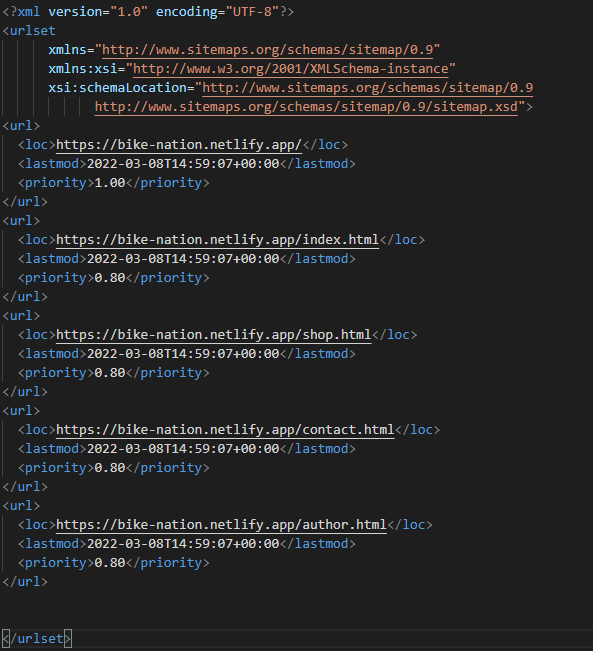 <?xml version="1.0" encoding="UTF-8"?>
<urlset
      xmlns="http://www.sitemaps.org/schemas/sitemap/0.9"
      xmlns:xsi="http://www.w3.org/2001/XMLSchema-instance"
      xsi:schemaLocation="http://www.sitemaps.org/schemas/sitemap/0.9
            http://www.sitemaps.org/schemas/sitemap/0.9/sitemap.xsd">
<url>
  <loc>https://bike-nation.netlify.app/</loc>
  <lastmod>2022-03-08T14:59:07+00:00</lastmod>
  <priority>1.00</priority>
</url>
<url>
  <loc>https://bike-nation.netlify.app/index.html</loc>
  <lastmod>2022-03-08T14:59:07+00:00</lastmod>
  <priority>0.80</priority>
</url>
<url>
  <loc>https://bike-nation.netlify.app/shop.html</loc>
  <lastmod>2022-03-08T14:59:07+00:00</lastmod>
  <priority>0.80</priority>
</url>
<url>
  <loc>https://bike-nation.netlify.app/contact.html</loc>
  <lastmod>2022-03-08T14:59:07+00:00</lastmod>
  <priority>0.80</priority>
</url>
<url>
  <loc>https://bike-nation.netlify.app/author.html</loc>
  <lastmod>2022-03-08T14:59:07+00:00</lastmod>
  <priority>0.80</priority>
</url>
</urlset>